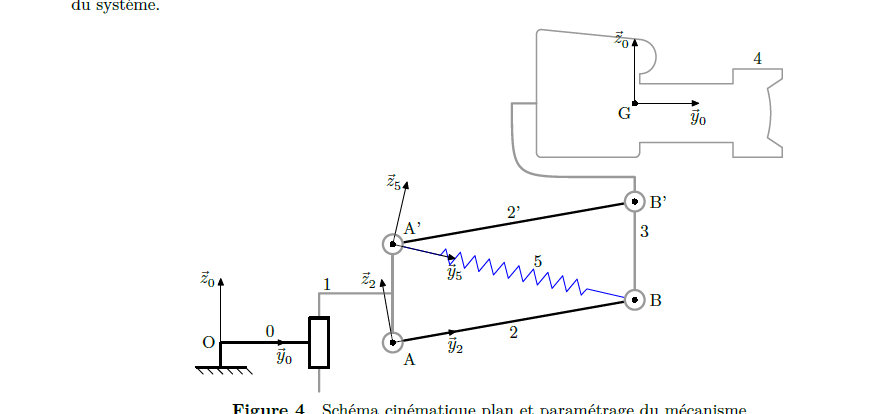 du système.
z⃗₀
4
G
y⃗₀
z⃗₅
2'
B'
A'
3
5
y⃗₅
z⃗₀
1
z⃗₂
B
0
O
y⃗₀
2
y⃗₂
A
Figure 4 Schéma cinématique plan et paramétrage du mécanisme